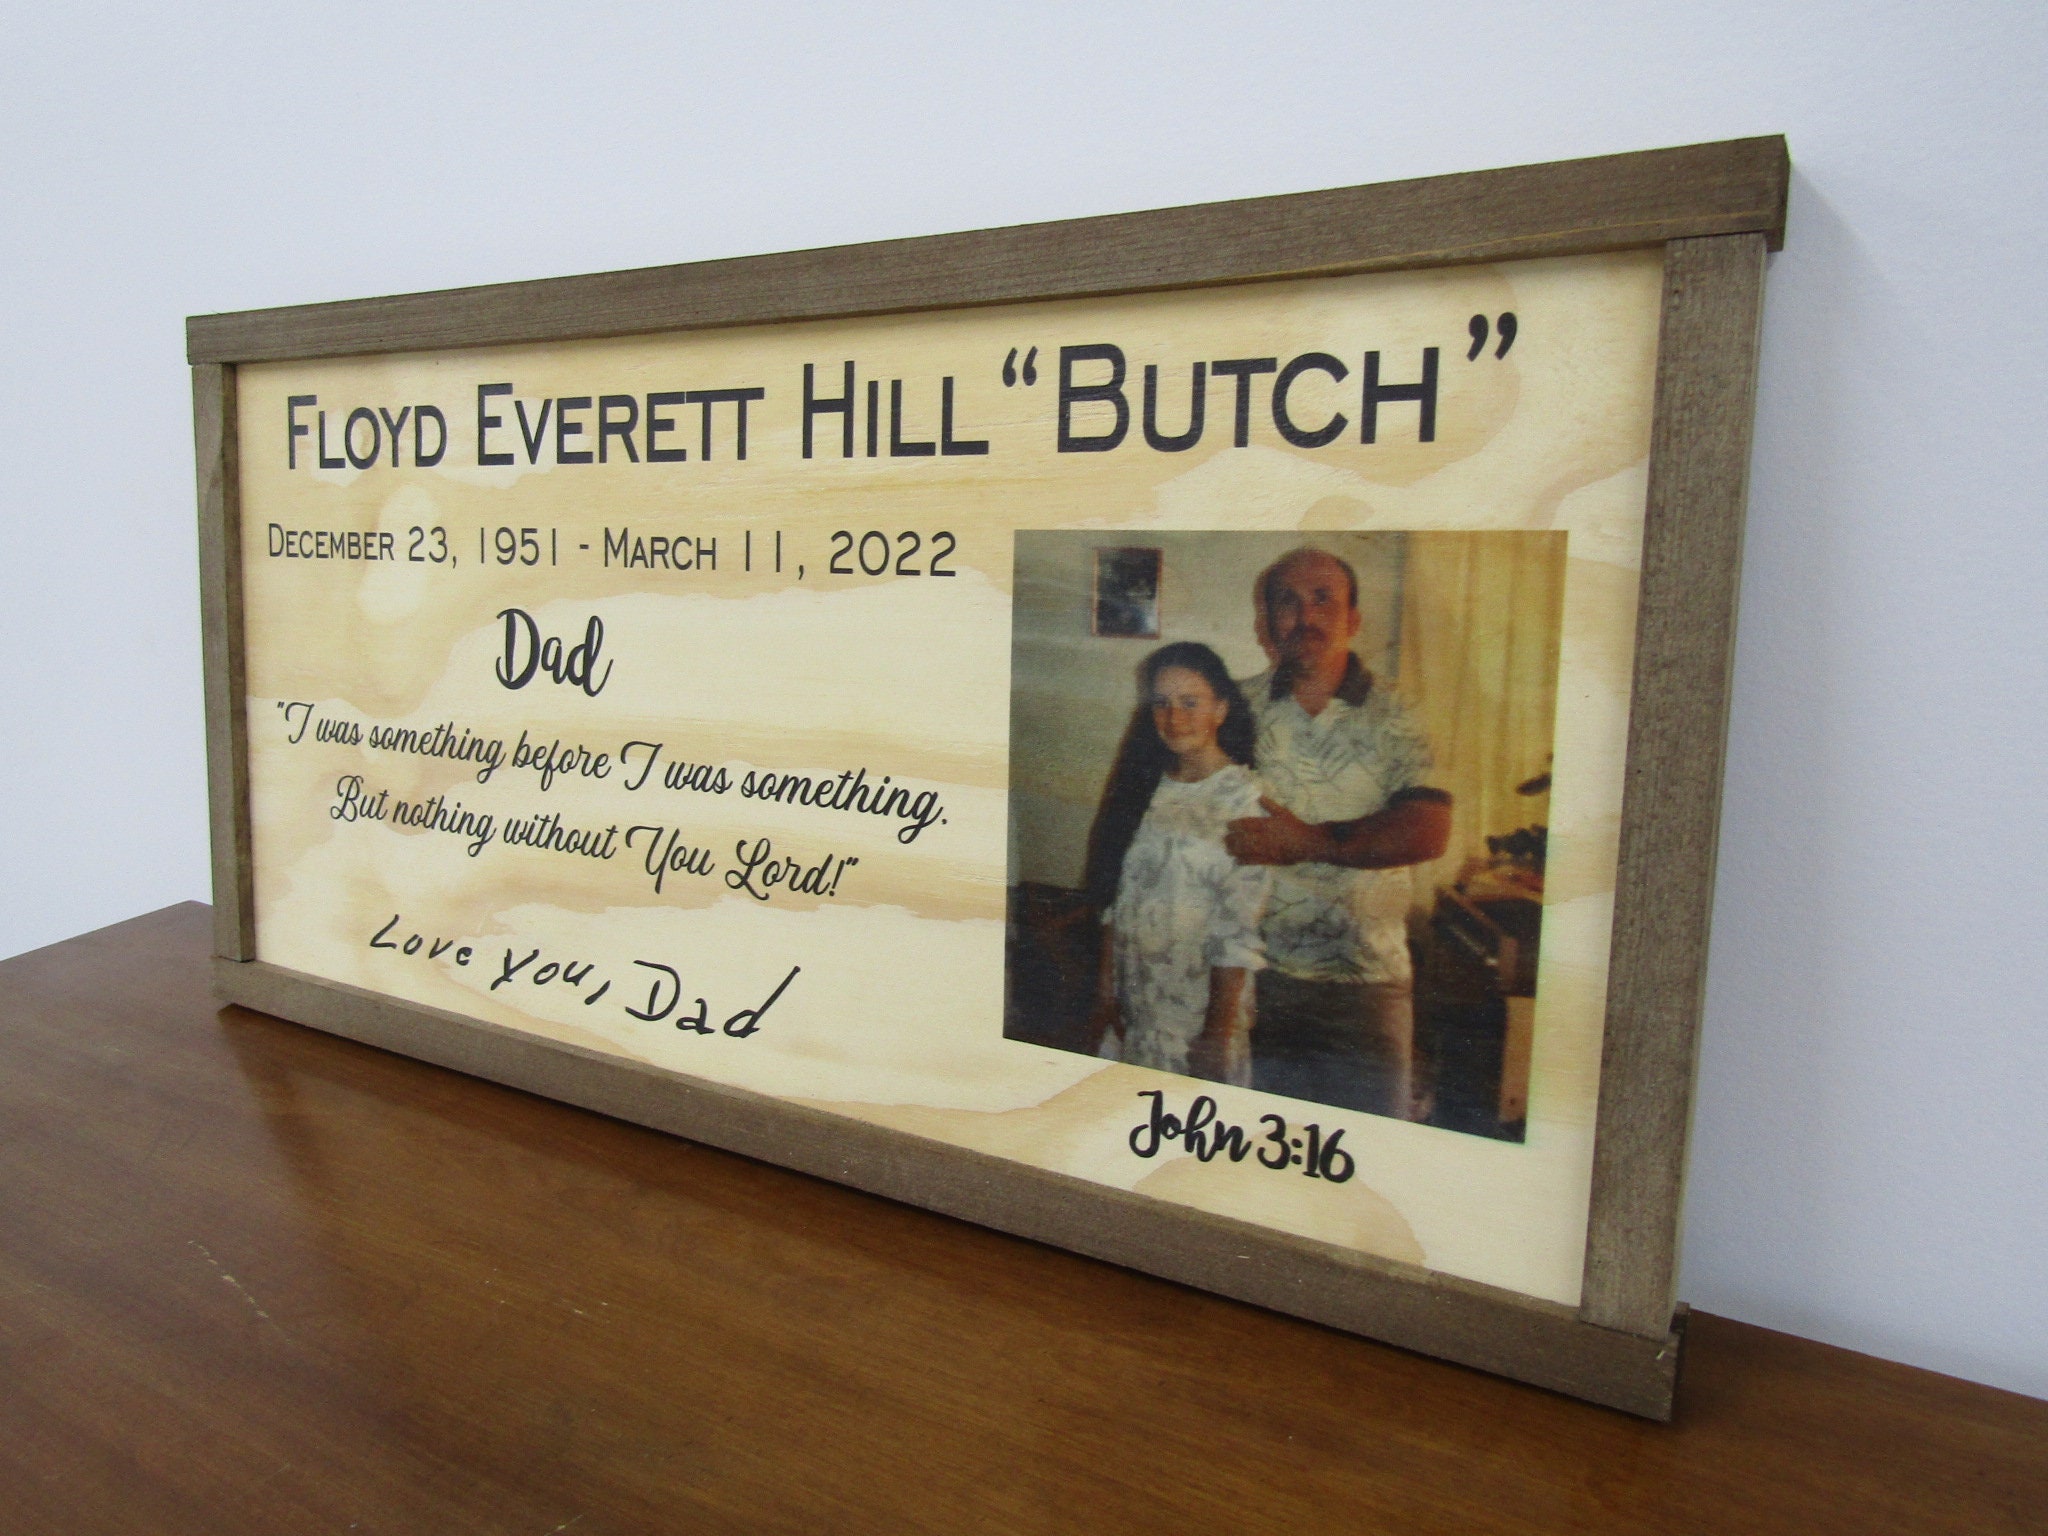 FLOYD EVERETT HILL “BUTCH”
DECEMBER 23, 1951 - MARCH 11, 2022
Dad
"I was something before I was something.
But nothing without You Lord!"
Love you, Dad
John 3:16